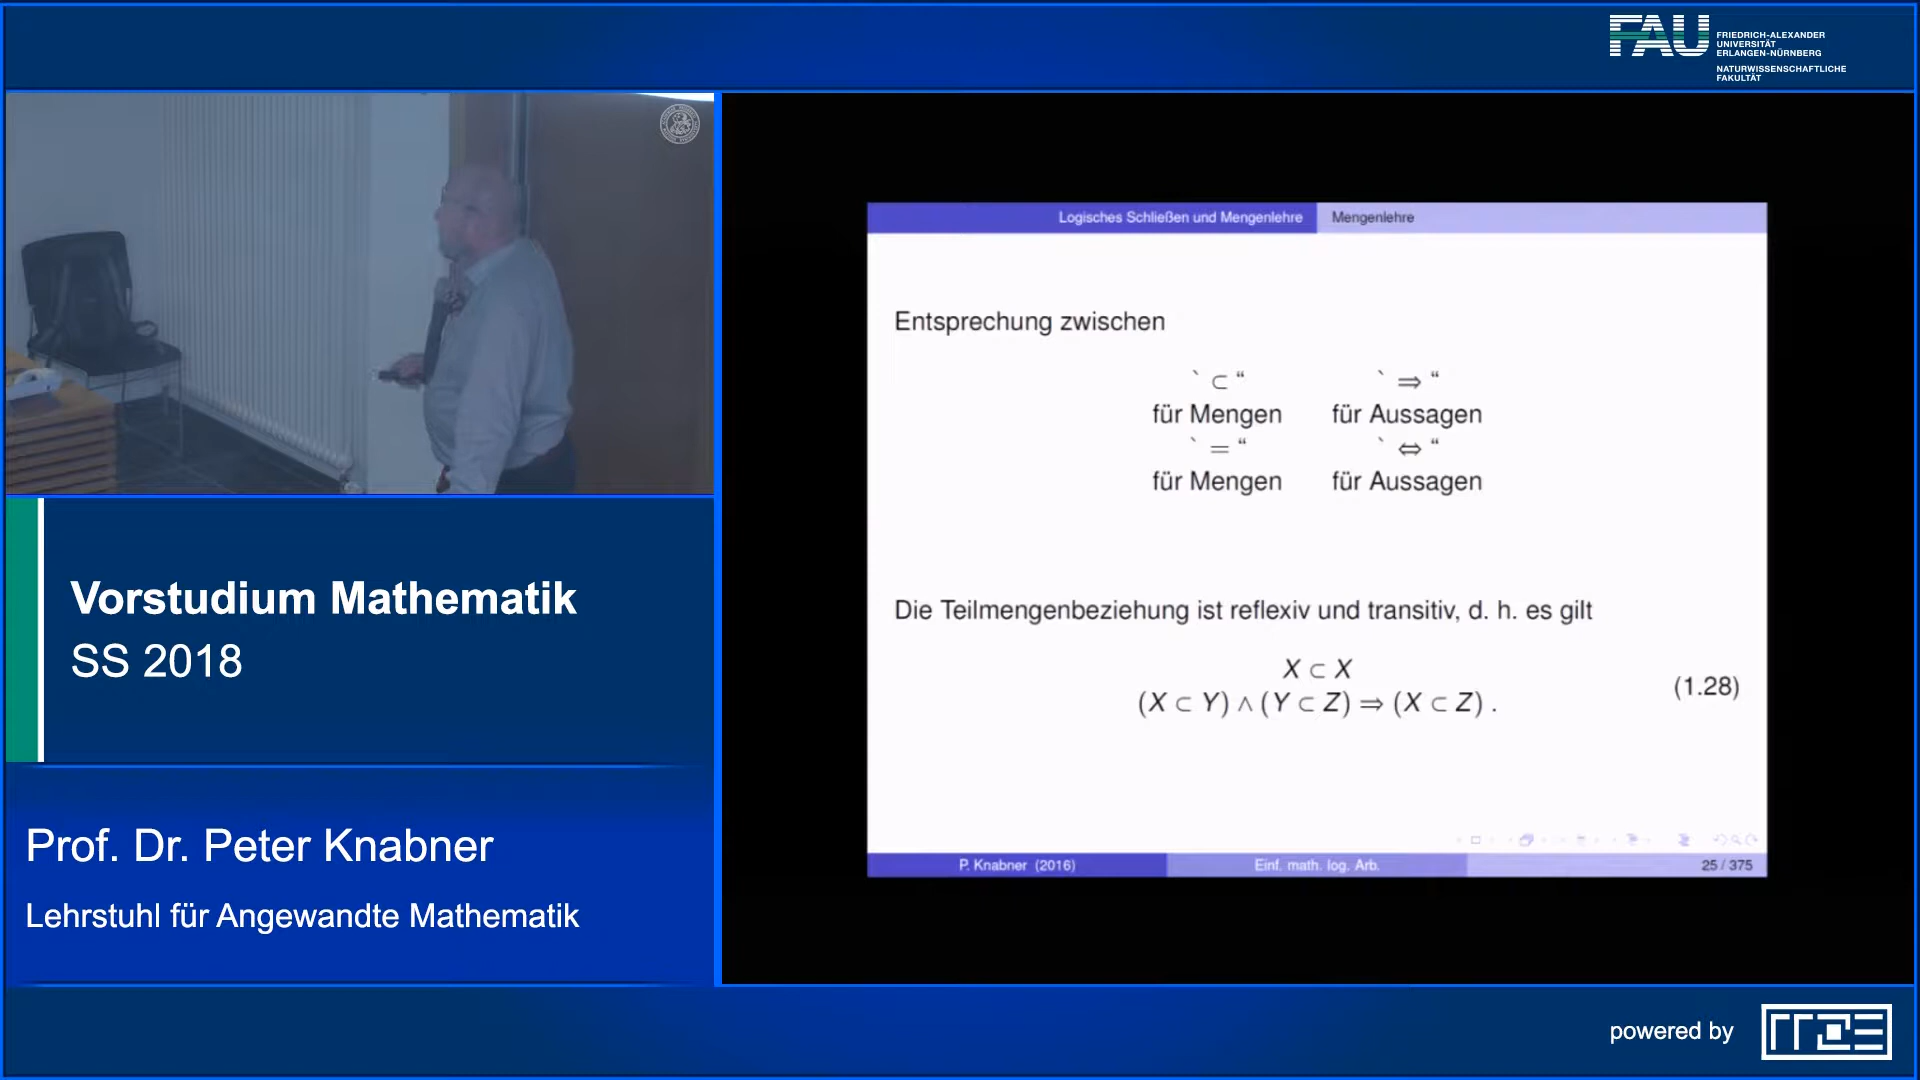 FAU
FRIEDRICH-ALEXANDER
UNIVERSITÄT
ERLANGEN-NÜRNBERG
NATURWISSENSCHAFTLICHE
FAKULTÄT
Logisches Schließen und Mengenlehre Mengenlehre
Entsprechung zwischen
` ⊂ “ ` ⇒ “
für Mengen für Aussagen
` = “ ` ⇔ “
für Mengen für Aussagen
Die Teilmengenbeziehung ist reflexiv und transitiv, d. h. es gilt
X ⊂ X
(X ⊂ Y) ∧ (Y ⊂ Z) ⇒ (X ⊂ Z) .
(1.28)
P. Knabner (2016) Einf. math. log. Arb. 25 / 375
Vorstudium Mathematik
SS 2018
Prof. Dr. Peter Knabner
Lehrstuhl für Angewandte Mathematik
powered by
rrze